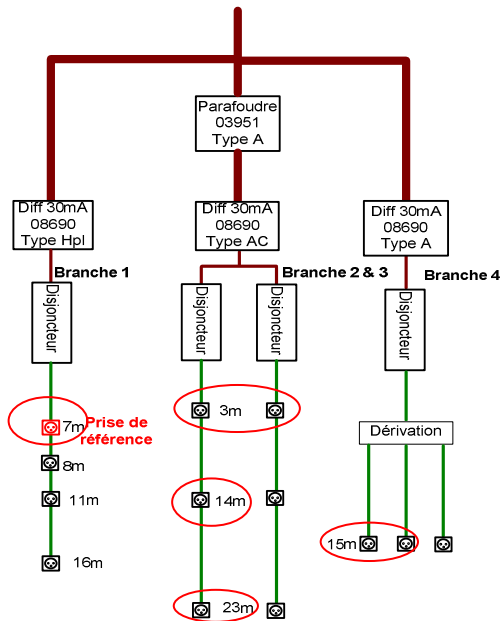 Parafoudre
03951
Type A
Diff 30mA
08690
Type Hpl
Diff 30mA
08690
Type AC
Diff 30mA
08690
Type A
Branche 1
Branche 2 & 3
Branche 4
Disjoncteur
Disjoncteur
Disjoncteur
Disjoncteur
7m
Prise de
référence
8m
11m
16m
3m
14m
23m
Dérivation
15m